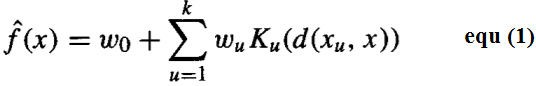 f̂(x) = w₀ + ∑ᵤ₌₁ᵏ wᵤ Kᵤ(d(xᵤ, x)) equ (1)